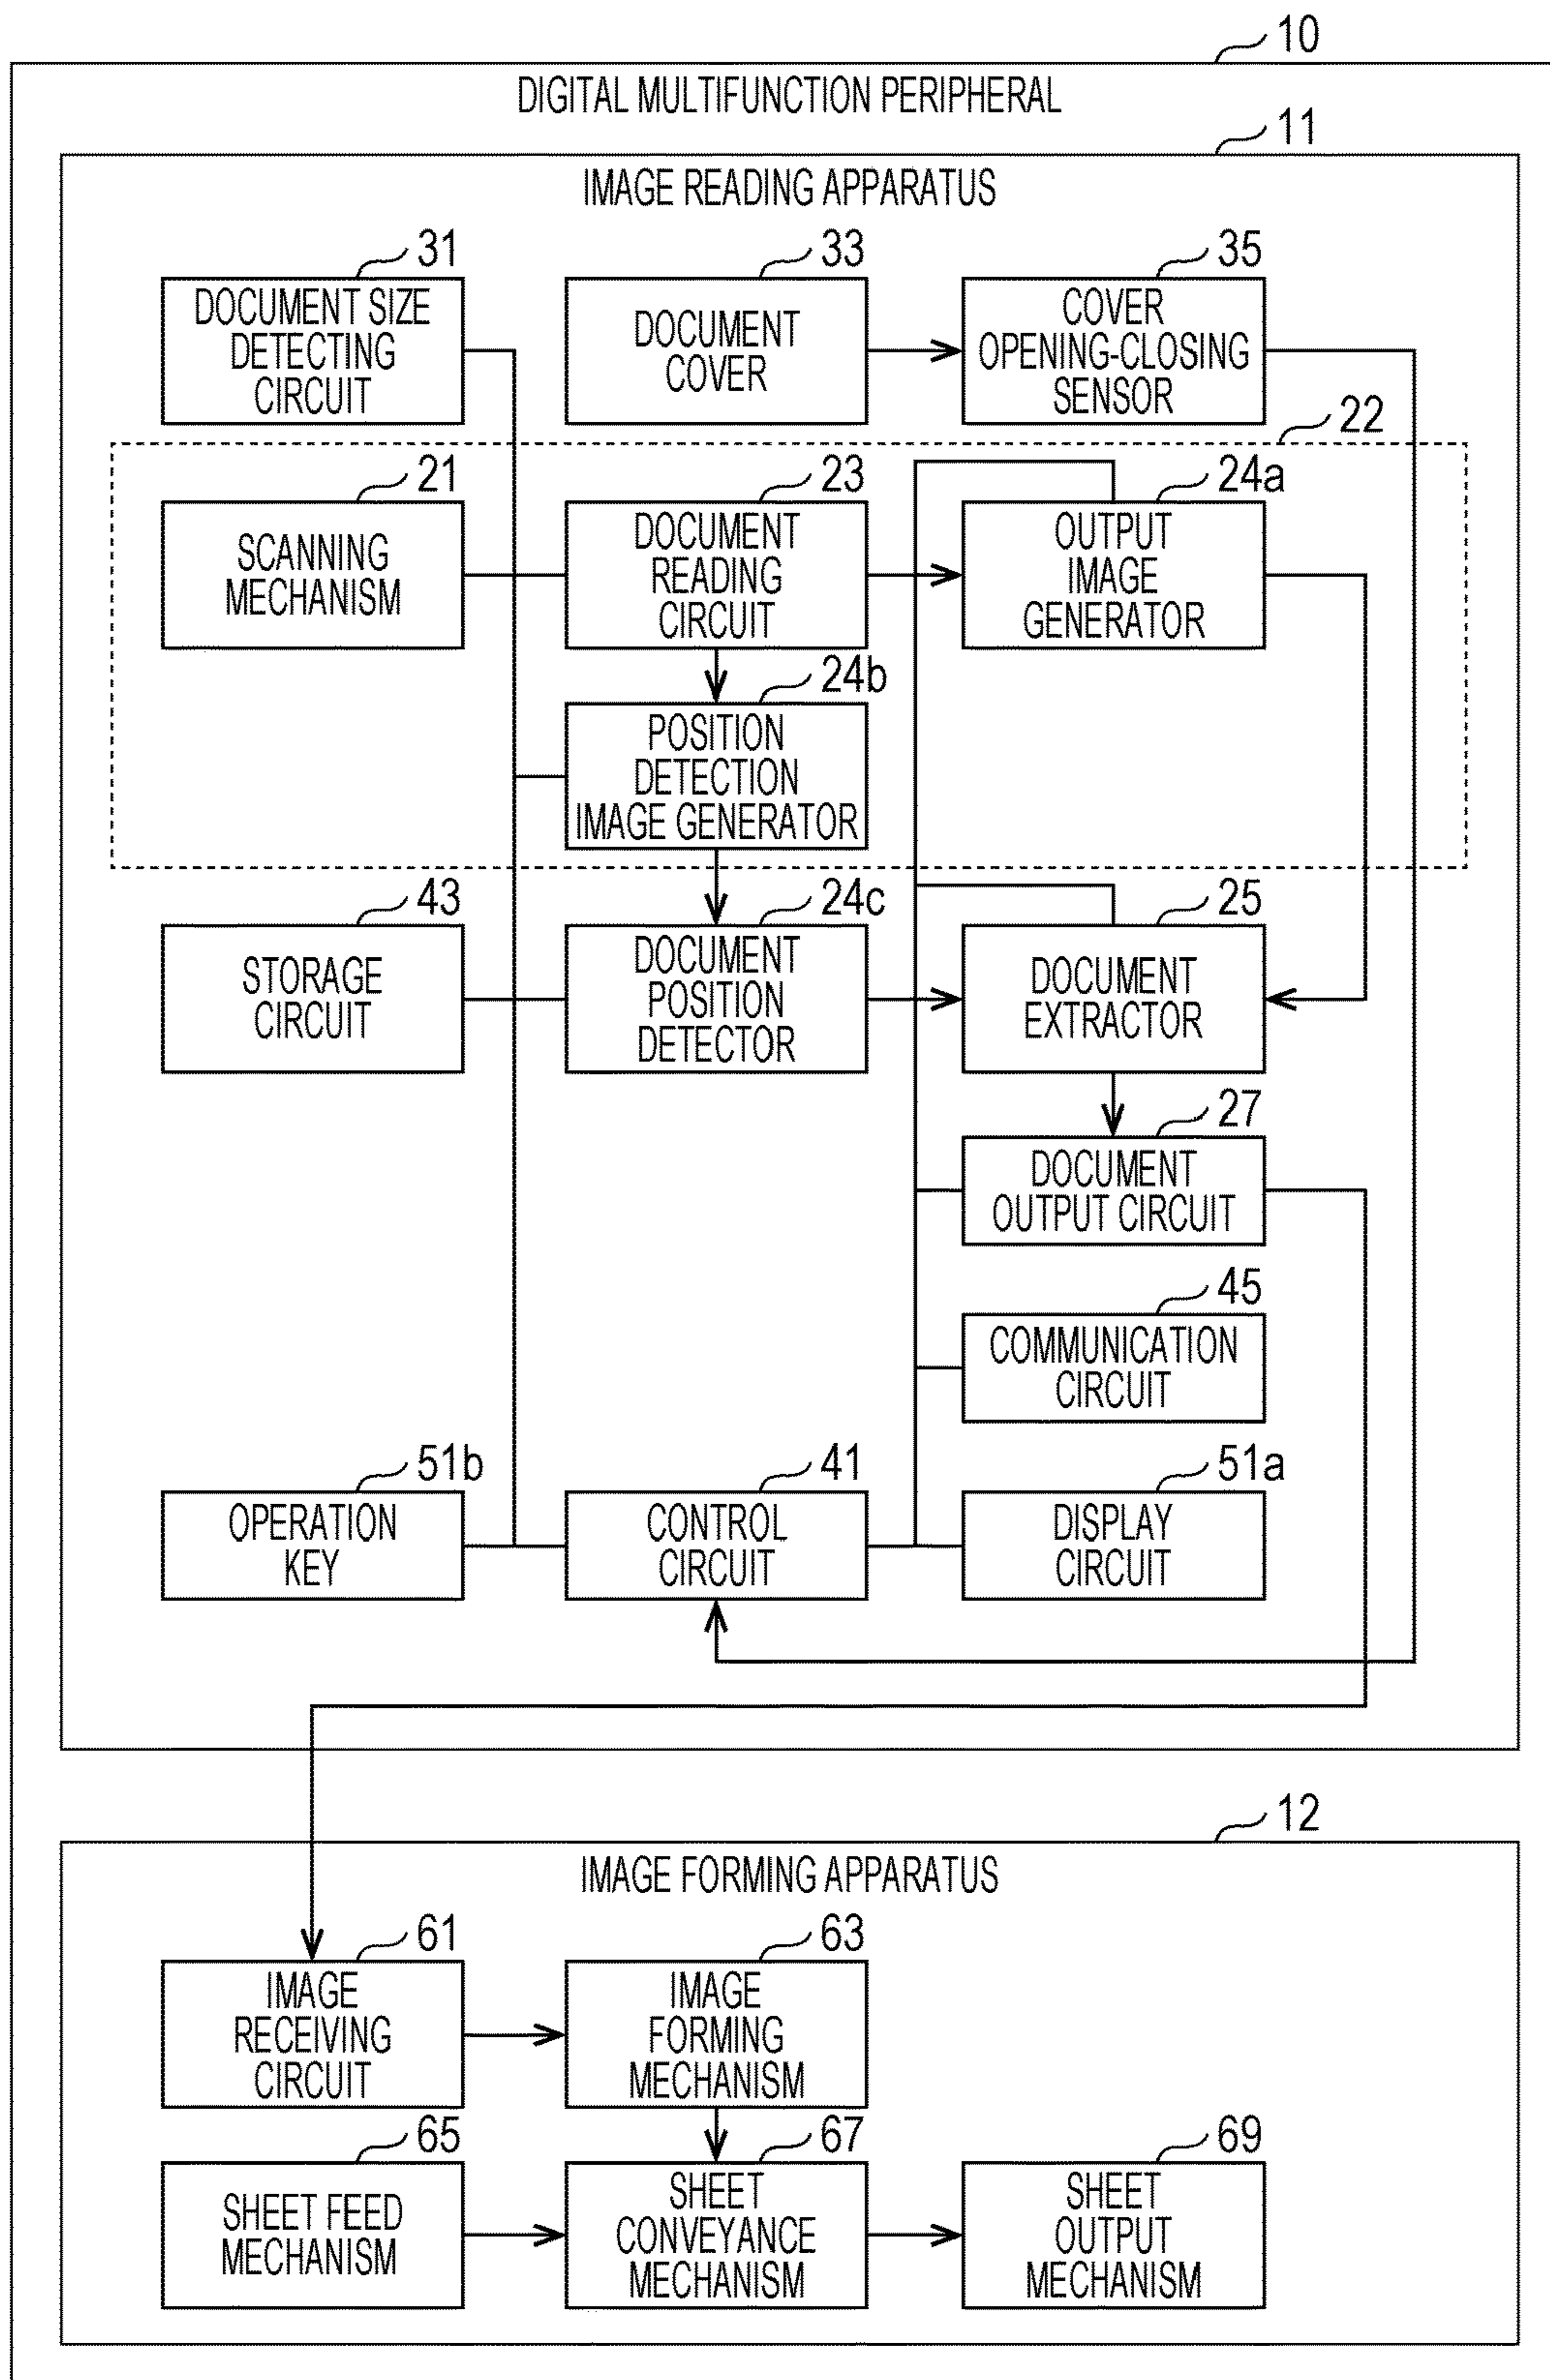 10
DIGITAL MULTIFUNCTION PERIPHERAL
11
IMAGE READING APPARATUS
31
DOCUMENT SIZE
DETECTING
CIRCUIT
33
DOCUMENT
COVER
35
COVER
OPENING-CLOSING
SENSOR
22
21
SCANNING
MECHANISM
23
DOCUMENT
READING
CIRCUIT
24a
OUTPUT
IMAGE
GENERATOR
24b
POSITION
DETECTION
IMAGE GENERATOR
43
STORAGE
CIRCUIT
24c
DOCUMENT
POSITION
DETECTOR
25
DOCUMENT
EXTRACTOR
27
DOCUMENT
OUTPUT CIRCUIT
45
COMMUNICATION
CIRCUIT
51b
OPERATION
KEY
41
CONTROL
CIRCUIT
51a
DISPLAY
CIRCUIT
12
IMAGE FORMING APPARATUS
61
IMAGE
RECEIVING
CIRCUIT
63
IMAGE
FORMING
MECHANISM
65
SHEET FEED
MECHANISM
67
SHEET
CONVEYANCE
MECHANISM
69
SHEET
OUTPUT
MECHANISM